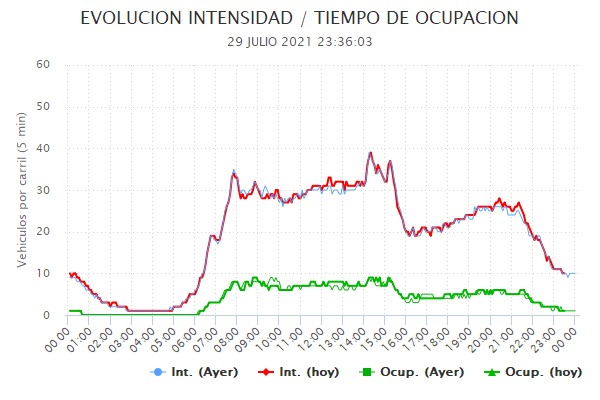 EVOLUCION INTENSIDAD / TIEMPO DE OCUPACION
29 JULIO 2021 23:36:03
Vehiculos por carril (5 min)
60
50
40
30
20
10
0
00:00 01:00 02:00 03:00 04:00 05:00 06:00 07:00 08:00 09:00 10:00 11:00 12:00 13:00 14:00 15:00 16:00 17:00 18:00 19:00 20:00 21:00 22:00 23:00 00:00
Int. (Ayer) Int. (hoy) Ocup. (Ayer) Ocup. (hoy)